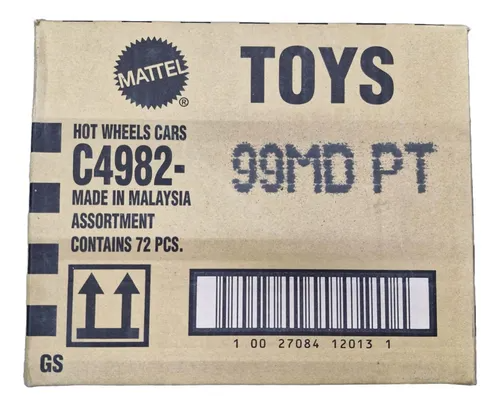 MATTEL
®
TOYS
HOT WHEELS CARS
C4982-
99MD PT
MADE IN MALAYSIA
ASSORTMENT
CONTAINS 72 PCS.
1 00 27084 12013 1
GS